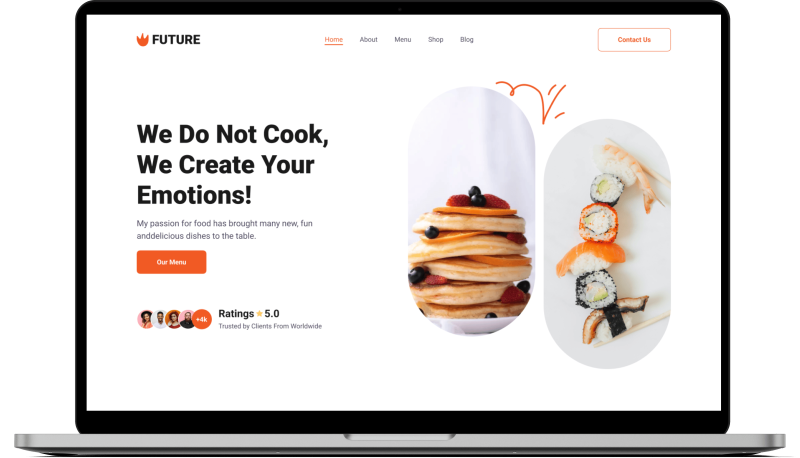 FUTURE
Home About Menu Shop Blog
Contact Us
We Do Not Cook,
We Create Your
Emotions!
My passion for food has brought many new, fun
anddelicious dishes to the table.
Our Menu
+4k
Ratings 5.0
Trusted by Clients From Worldwide